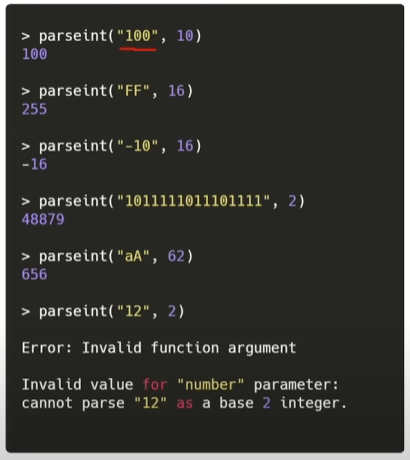 > parseint("100", 10)
100
> parseint("FF", 16)
255
> parseint("-10", 16)
-16
> parseint("1011111011101111", 2)
48879
> parseint("aA", 62)
656
> parseint("12", 2)
Error: Invalid function argument
Invalid value for "number" parameter:
cannot parse "12" as a base 2 integer.